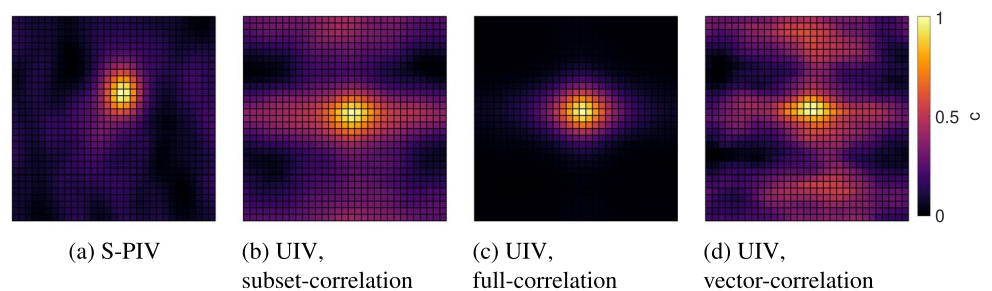 1
0.5
0
c
(a) S-PIV
(b) UIV,
subset-correlation
(c) UIV,
full-correlation
(d) UIV,
vector-correlation